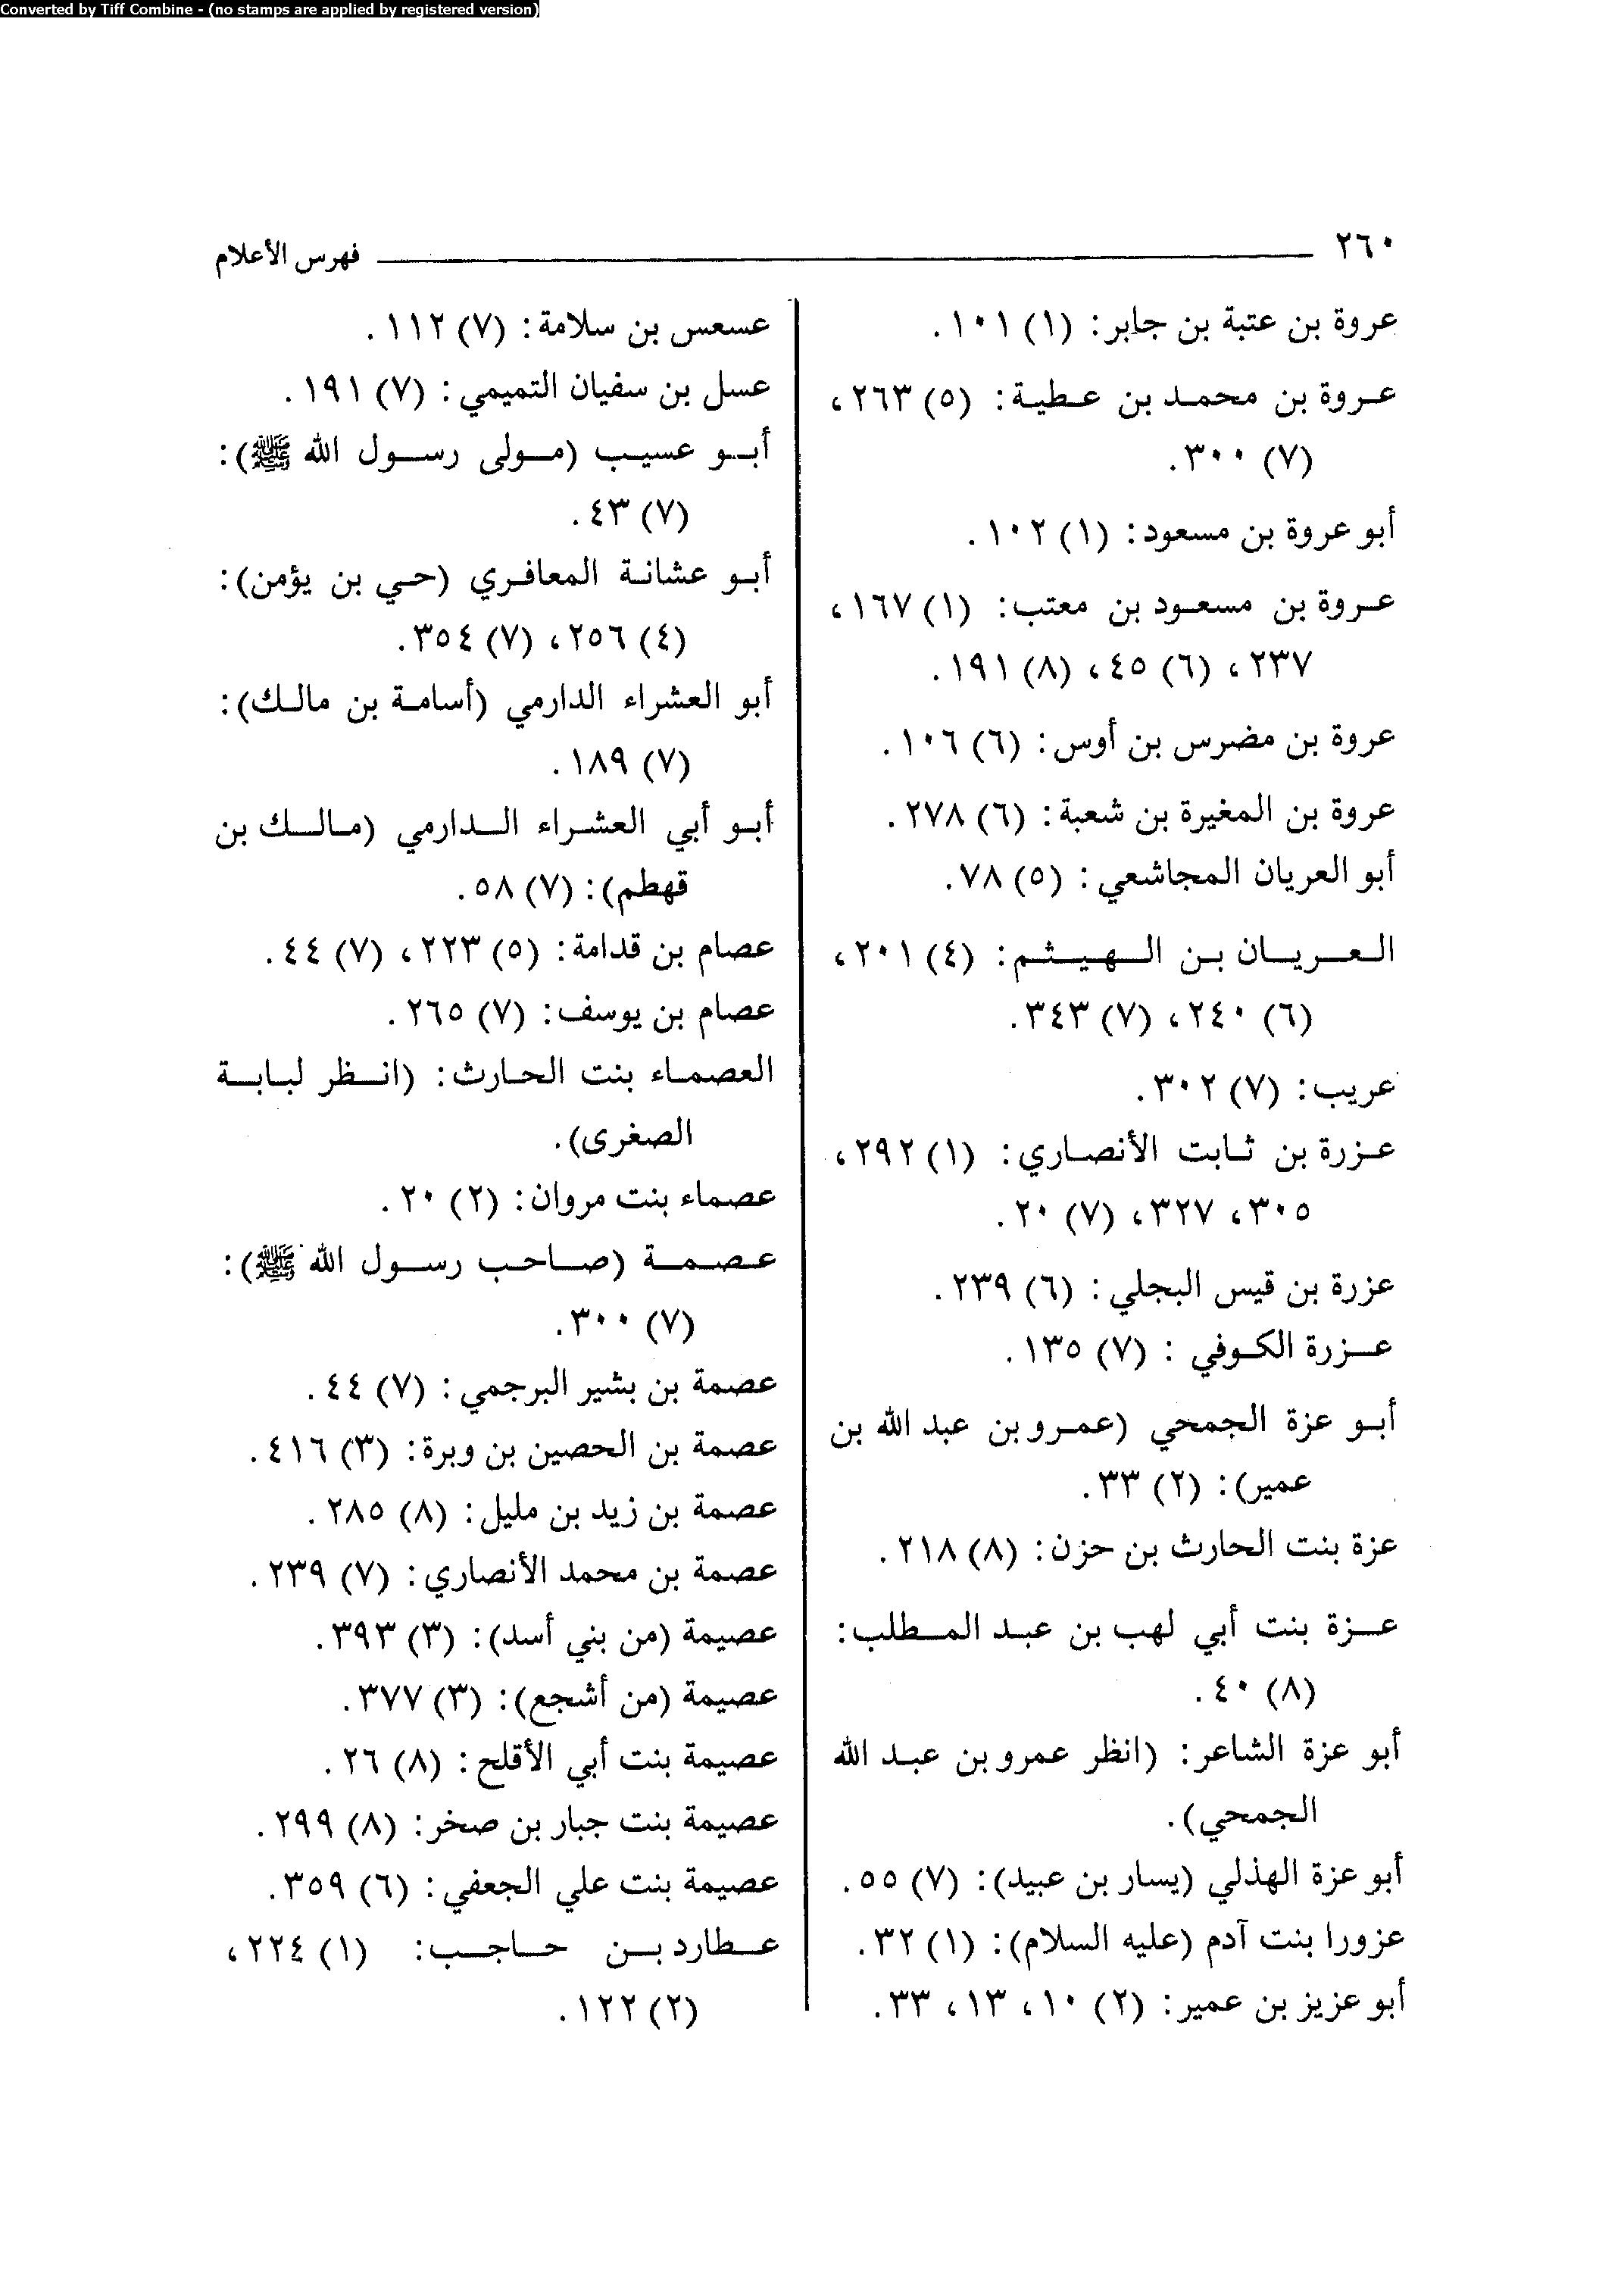 Converted by Tiff Combine - (no stamps are applied by registered version)
٢٦٠ فهرس الأعلام
عروة بن عتبة بن جابر: (١) ١٠١.
عروة بن محمد بن عطية: (٥) ٢٦٣،
(٧) ٣٠٠.
أبو عروة بن مسعود: (١) ١٠٢.
عروة بن مسعود بن معتب: (١) ١٦٧،
٢٣٧، (٦) ٤٥، (٨) ١٩١.
عروة بن مضرس بن أوس: (٦) ١٠٦.
عروة بن المغيرة بن شعبة: (٦) ٢٧٨.
أبو العريان المجاشعي: (٥) ٧٨.
العريان بن الهيثم: (٤) ٢٠١،
(٦) ٢٤٠، (٧) ٣٤٣.
عريب: (٧) ٣٠٢.
عزرة بن ثابت الأنصاري: (١) ٢٩٢،
٣٠٥، ٣٢٧، (٧) ٢٠.
عزرة بن قيس البجلي: (٦) ٢٣٩.
عزرة الكوفي : (٧) ١٣٥.
أبو عزة الجمحي (عمرو بن عبد الله بن
عمير): (٢) ٣٣.
عزة بنت الحارث بن حزن: (٨) ٢١٨.
عزة بنت أبي لهب بن عبد المطلب:
(٨) ٤٠.
أبو عزة الشاعر: (انظر عمرو بن عبد الله
الجمحي).
أبو عزة الهذلي (يسار بن عبيد): (٧) ٥٥.
عزورا بنت آدم (عليه السلام): (١) ٣٢.
أبو عزيز بن عمير: (٢) ١٠، ١٣، ٣٣.
عسعس بن سلامة: (٧) ١١٢.
عسل بن سفيان التميمي: (٧) ١٩١.
أبو عسيب (مولى رسول الله ﷺ):
(٧) ٤٣.
أبو عشانة المعافري (حي بن يؤمن):
(٤) ٢٥٦، (٧) ٣٥٤.
أبو العشراء الدارمي (أسامة بن مالك):
(٧) ١٨٩.
أبو أبي العشراء الدارمي (مالك بن
قهطم): (٧) ٥٨.
عصام بن قدامة: (٥) ٢٢٣، (٧) ٤٤.
عصام بن يوسف: (٧) ٢٦٥.
العصماء بنت الحارث: (انظر لبابة
الصغرى).
عصماء بنت مروان: (٢) ٢٠.
عصمة (صاحب رسول الله ﷺ):
(٧) ٣٠٠.
عصمة بن بشير البرجمي: (٧) ٤٤.
عصمة بن الحصين بن وبرة: (٣) ٤١٦.
عصمة بن زيد بن مليل: (٨) ٢٨٥.
عصمة بن محمد الأنصاري: (٧) ٢٣٩.
عصيمة (من بني أسد): (٣) ٣٩٣.
عصيمة (من أشجع): (٣) ٣٧٧.
عصيمة بنت أبي الأقلح: (٨) ٢٦.
عصيمة بنت جبار بن صخر: (٨) ٢٩٩.
عصيمة بنت علي الجعفي: (٦) ٣٥٩.
عطارد بن حاجب: (١) ٢٢٤،
(٢) ١٢٢.